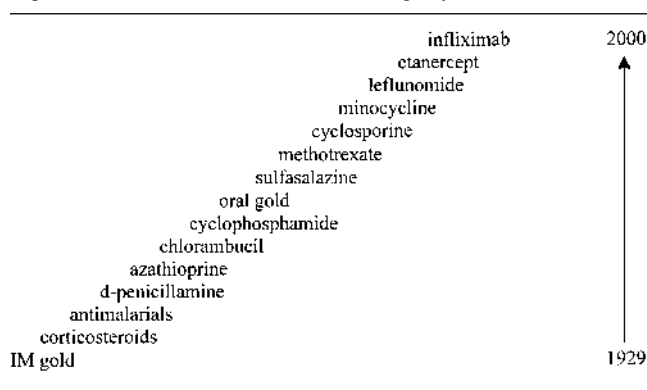 infliximab 2000
etanercept
leflunomide
minocycline
cyclosporine
methotrexate
sulfasalazine
oral gold
cyclophosphamide
chlorambucil
azathioprine
d-penicillamine
antimalarials
corticosteroids
IM gold 1929